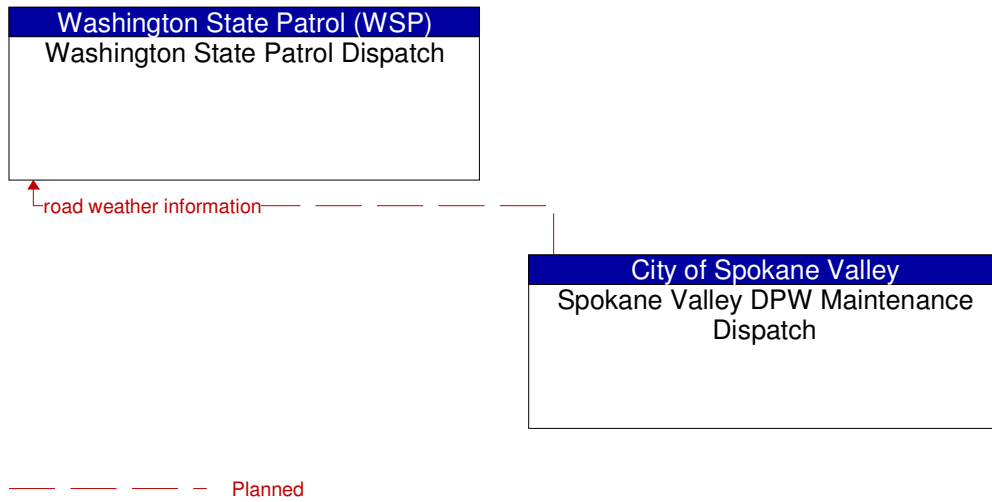 Washington State Patrol (WSP)
Washington State Patrol Dispatch
road weather information
City of Spokane Valley
Spokane Valley DPW Maintenance
Dispatch
Planned